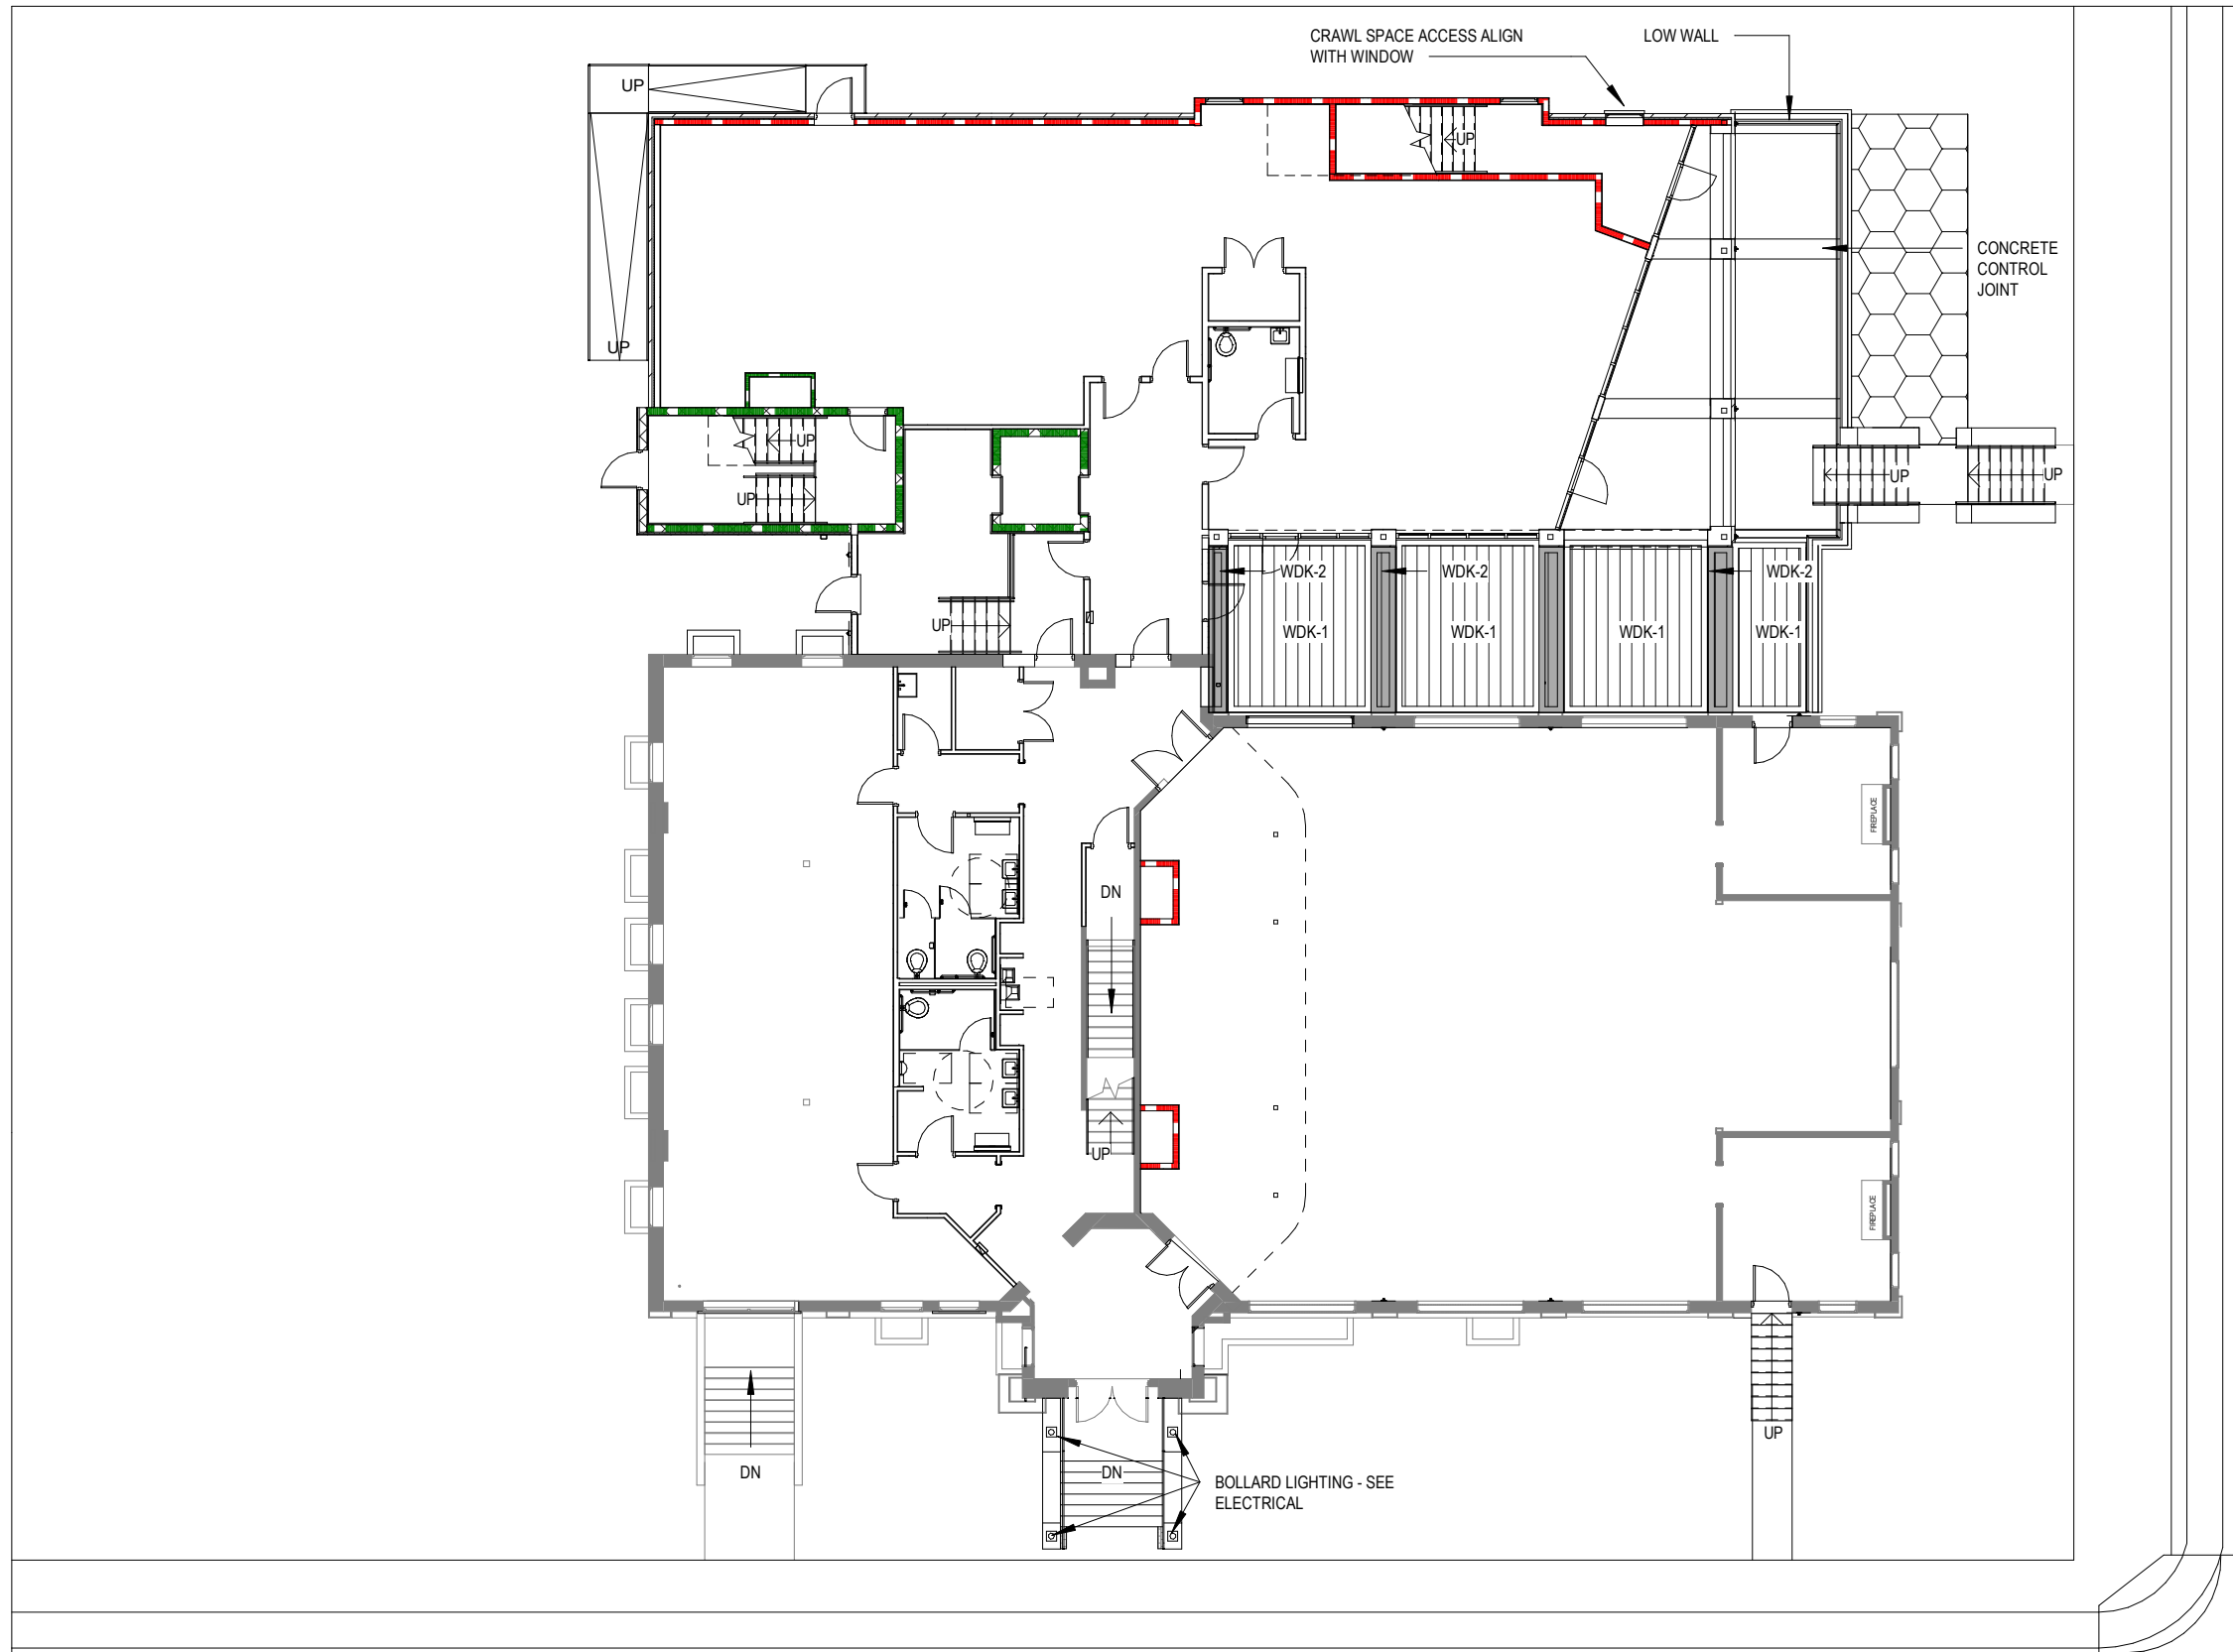 CRAWL SPACE ACCESS ALIGN
WITH WINDOW
LOW WALL
UP
UP
UP
CONCRETE
CONTROL
JOINT
UP
UP
UP
UP
UP
WDK-2
WDK-2
WDK-2
WDK-1
WDK-1
WDK-1
WDK-1
FIREPLACE
DN
UP
FIREPLACE
UP
DN
DN
BOLLARD LIGHTING - SEE
ELECTRICAL